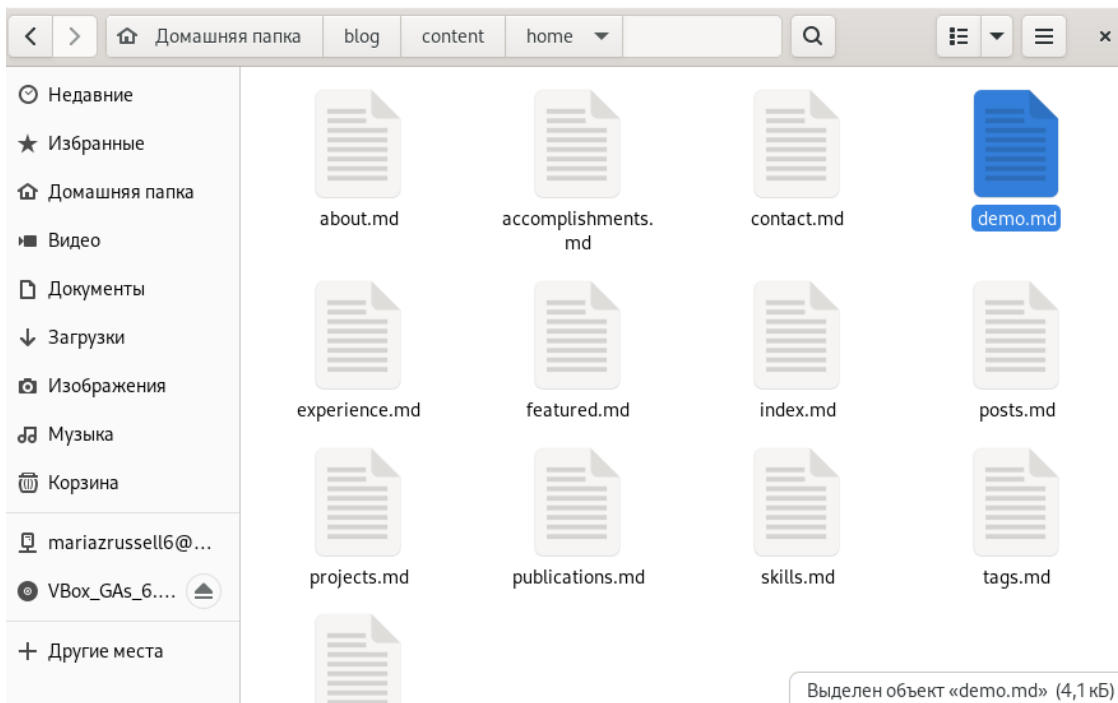 Домашняя папка blog content home
Недавние
Избранные
Домашняя папка
Видео
Документы
Загрузки
Изображения
Музыка
Корзина
mariazrussell6@...
VBox_GAs_6....
Другие места
about.md accomplishments. contact.md demo.md
md
experience.md featured.md index.md posts.md
projects.md publications.md skills.md tags.md
Выделен объект «demo.md» (4,1 кБ)